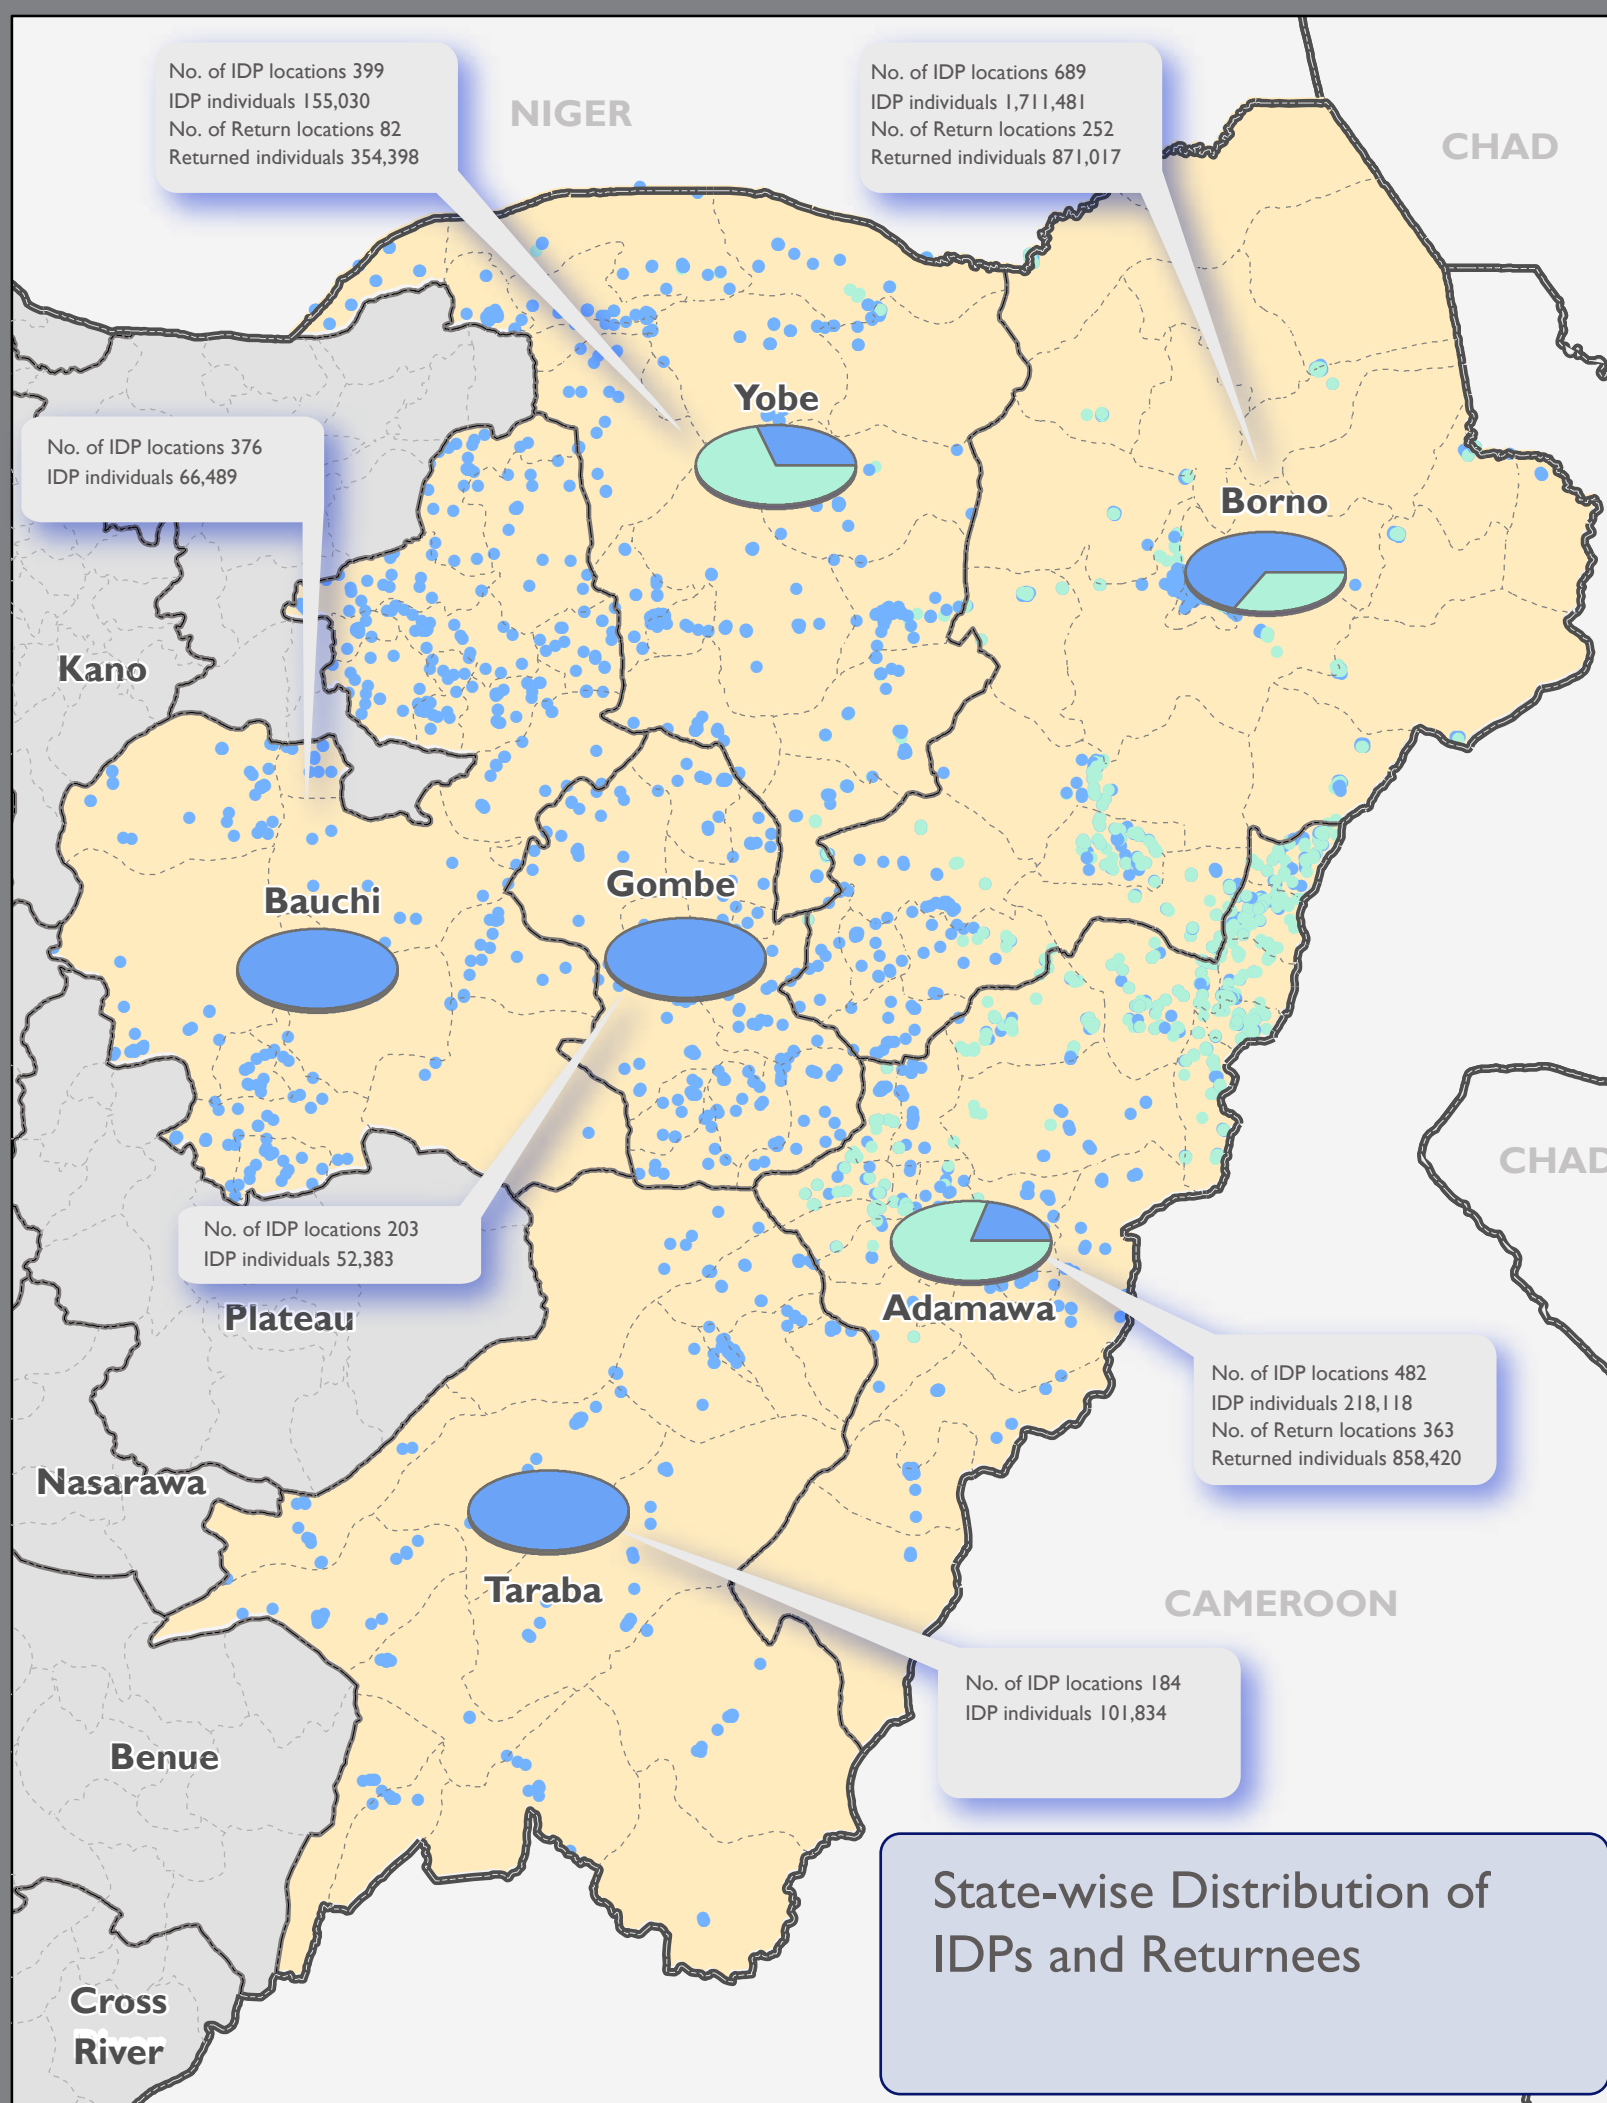 No. of IDP locations 399
IDP individuals 155,030
No. of Return locations 82
Returned individuals 354,398
NIGER
No. of IDP locations 689
IDP individuals 1,711,481
No. of Return locations 252
Returned individuals 871,017
CHAD
Yobe
No. of IDP locations 376
IDP individuals 66,489
Borno
Kano
Bauchi
Gombe
CHAD
No. of IDP locations 203
IDP individuals 52,383
Plateau
Adamawa
No. of IDP locations 482
IDP individuals 218,118
No. of Return locations 363
Returned individuals 858,420
Nasarawa
Taraba
CAMEROON
No. of IDP locations 184
IDP individuals 101,834
Benue
State-wise Distribution of
IDPs and Returnees
Cross
River